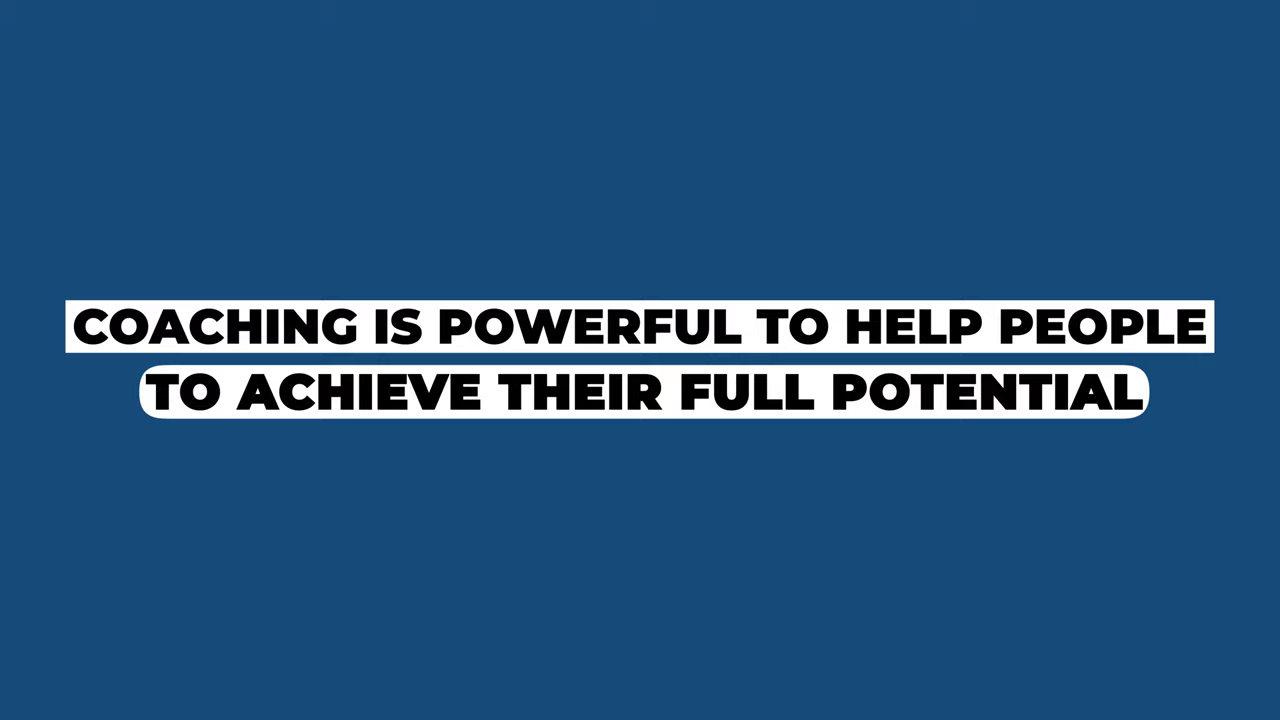 COACHING IS POWERFUL TO HELP PEOPLE
TO ACHIEVE THEIR FULL POTENTIAL